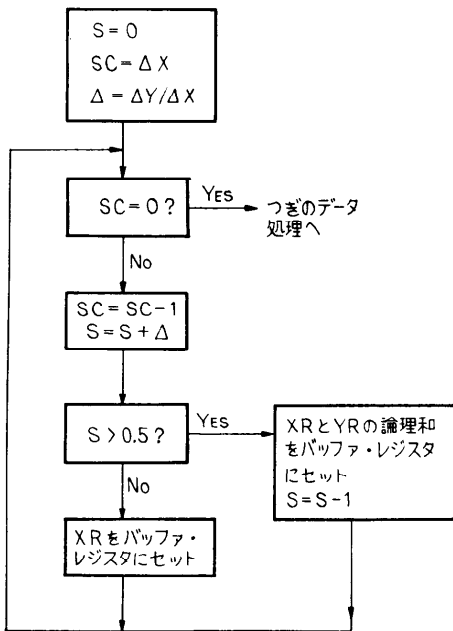 S=0
SC=ΔX
Δ=ΔY/ΔX
SC=0?
YES
つぎのデータ
処理へ
NO
SC=SC-1
S=S+Δ
S>0.5?
YES
XRとYRの論理和
をバッファ・レジスタ
にセット
S=S-1
NO
XRをバッファ・
レジスタにセット